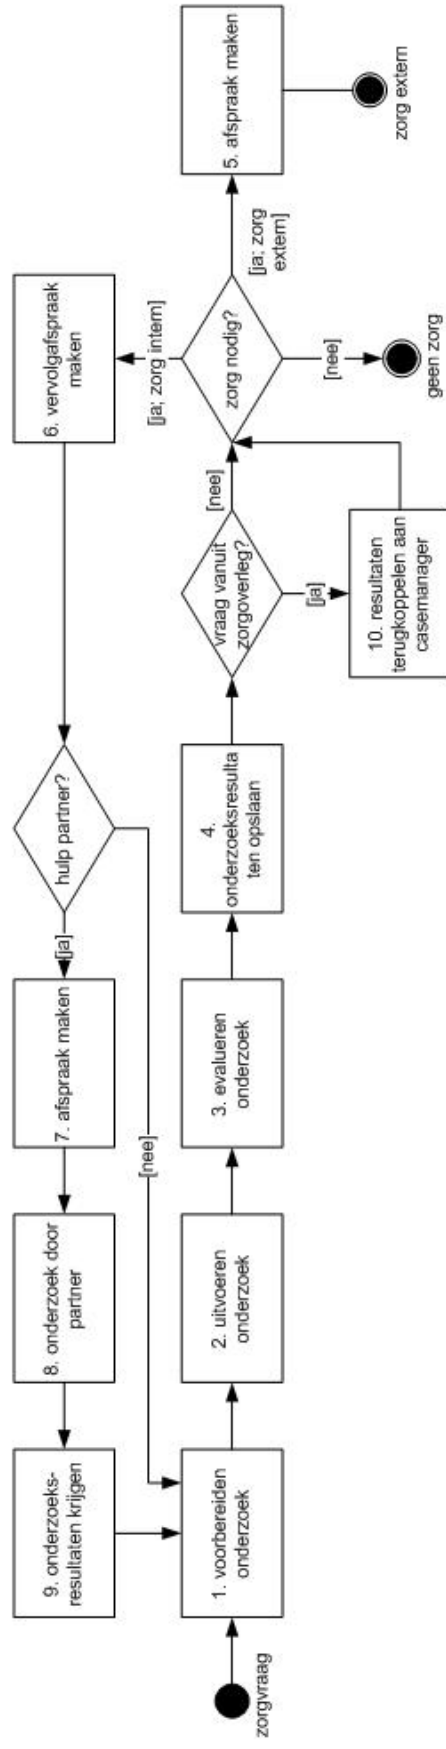 zorgvraag
1. voorbereiden
onderzoek
2. uitvoeren
onderzoek
3. evalueren
onderzoek
4.
onderzoeksresulta
ten opslaan
vraag vanuit
zorgoverleg?
[nee]
[ja]
10. resultaten
terugkoppelen aan
casemanager
zorg nodig?
[nee]
geen zorg
[ja; zorg
extern]
5. afspraak maken
zorg extern
[ja; zorg intern]
6. vervolgafspraak
maken
hulp partner?
[ja]
[nee]
7. afspraak maken
8. onderzoek door
partner
9. onderzoeks-
resultaten krijgen